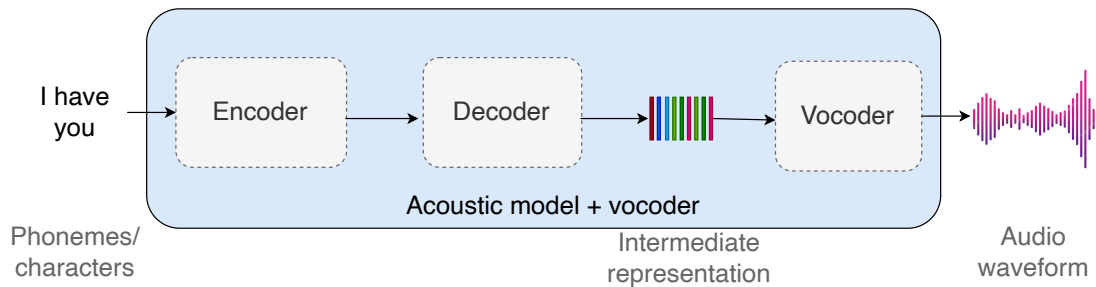 I have
you
Encoder
Decoder
Vocoder
Acoustic model + vocoder
Phonemes/
characters
Intermediate
representation
Audio
waveform